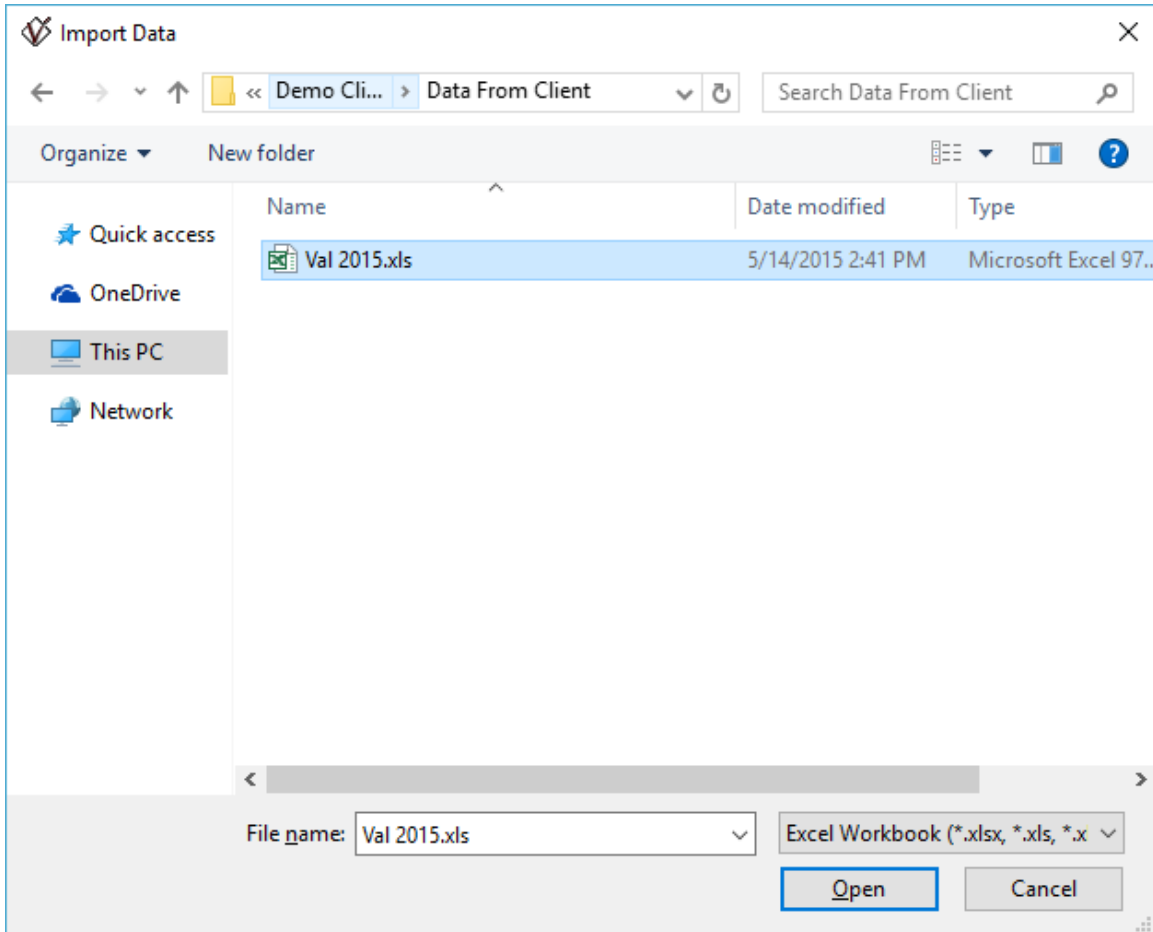 Import Data
« Demo Cli... > Data From Client
Search Data From Client
Organize
New folder
?
Name
Date modified
Type
Quick access
OneDrive
This PC
Network
Val 2015.xls
5/14/2015 2:41 PM
Microsoft Excel 97..
File name:
Val 2015.xls
Excel Workbook (*.xlsx, *.xls, *.x
Open
Cancel